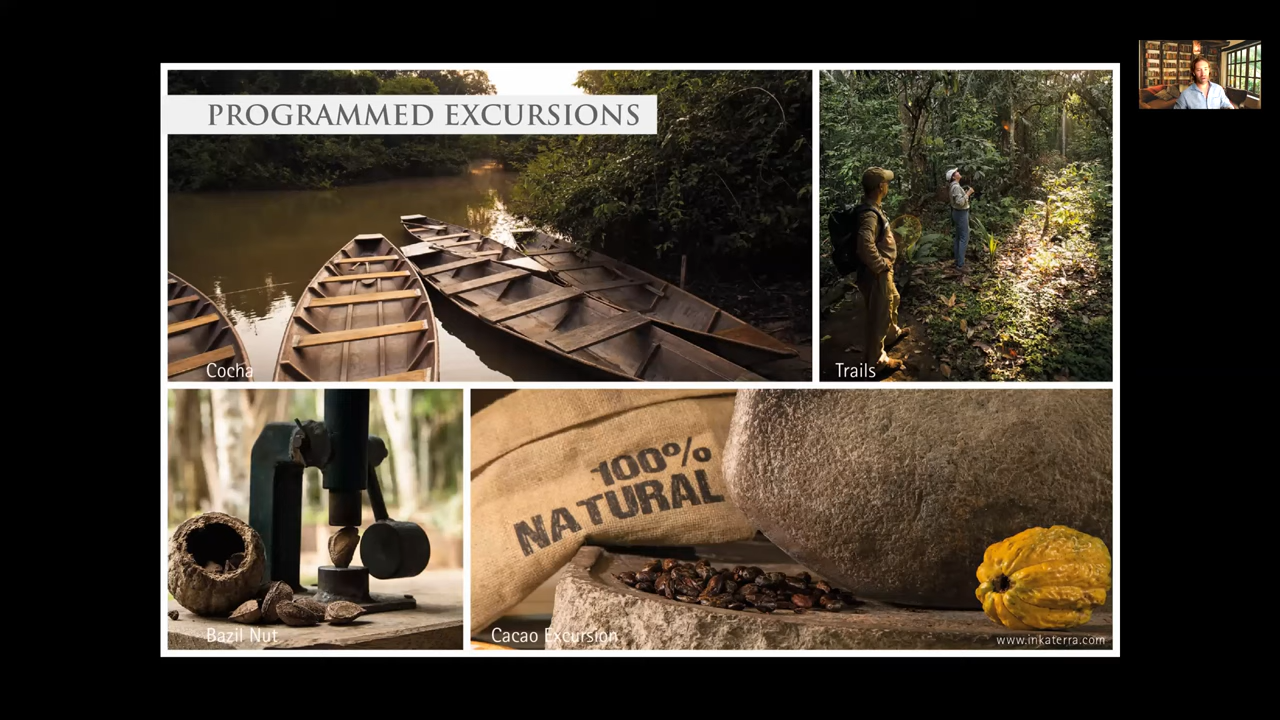 PROGRAMMED EXCURSIONS
Cocha
Trails
Bazil Nut
100%
NATURAL
Cacao Excursion
www.inkaterra.com